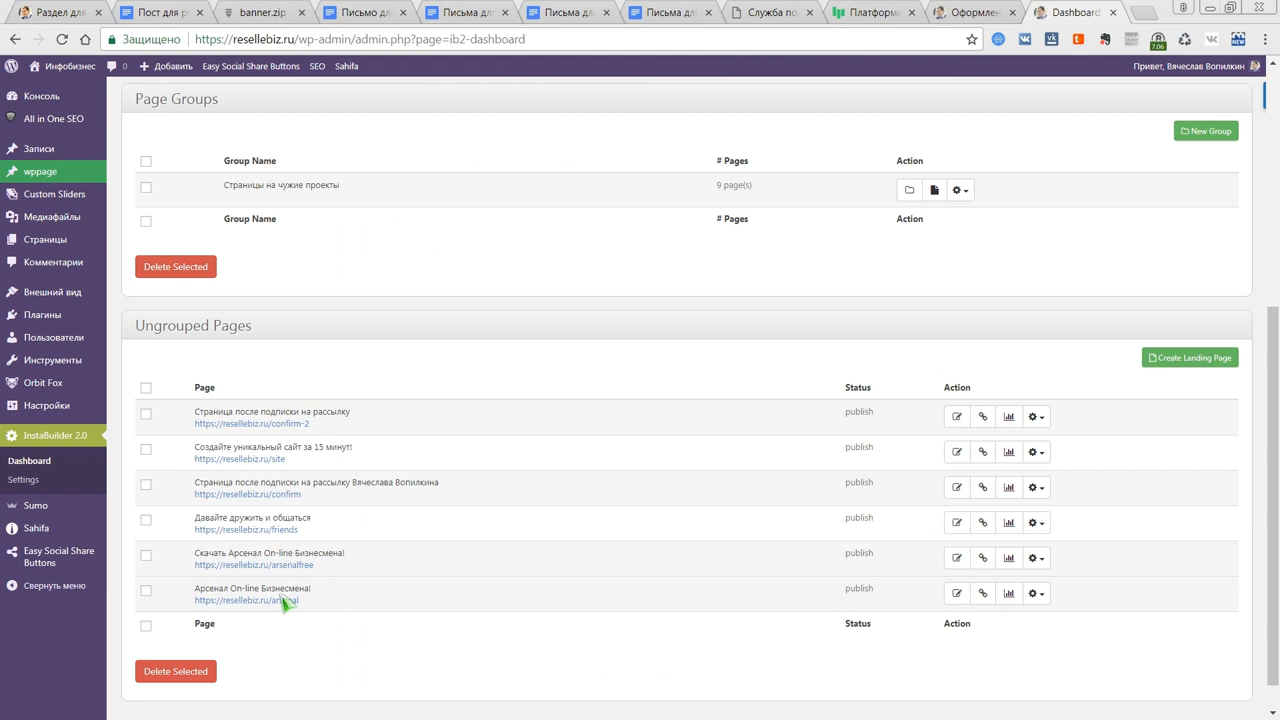 Раздел для
Пост для р
banner.zip
Письмо дл
Письма дл
Письма дл
Письма дл
Служба по
Платформ
Оформлен
Dashboard
Защищено
https://resellebiz.ru/wp-admin/admin.php?page=ib2-dashboard
7.06
NEW
Инфобизнес
0
Добавить
Easy Social Share Buttons
SEO
Sahifa
Привет, Вячеслав Вопилкин
Консоль
All in One SEO
Записи
wppage
Custom Sliders
Медиафайлы
Страницы
Комментарии
Внешний вид
Плагины
Пользователи
Инструменты
Orbit Fox
Настройки
InstaBuilder 2.0
Dashboard
Settings
Sumo
Sahifa
Easy Social Share
Buttons
Свернуть меню
Page Groups
New Group
Group Name # Pages Action
Страницы на чужие проекты 9 page(s)
Group Name # Pages Action
Delete Selected
Ungrouped Pages
Create Landing Page
Page Status Action
Страница после подписки на рассылку publish
https://resellebiz.ru/confirm-2
Создайте уникальный сайт за 15 минут! publish
https://resellebiz.ru/site
Страница после подписки на рассылку Вячеслава Вопилкина publish
https://resellebiz.ru/confirm
Давайте дружить и общаться publish
https://resellebiz.ru/friends
Скачать Арсенал On-line Бизнесмена! publish
https://resellebiz.ru/arsenalfree
Арсенал On-line Бизнесмена! publish
https://resellebiz.ru/arsenal
Page Status Action
Delete Selected